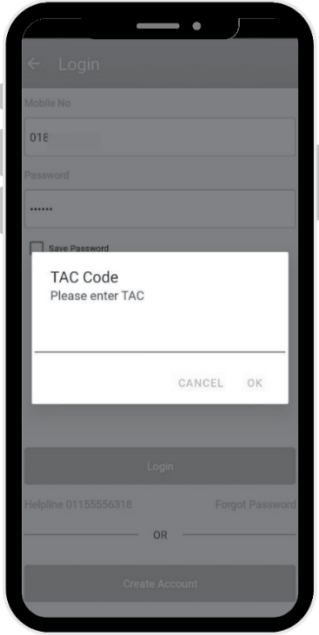 ← Login
Mobile No
018
Password
••••••
Save Password
TAC Code
Please enter TAC
CANCEL OK
Login
Helpline 01155556318 Forgot Password
OR
Create Account